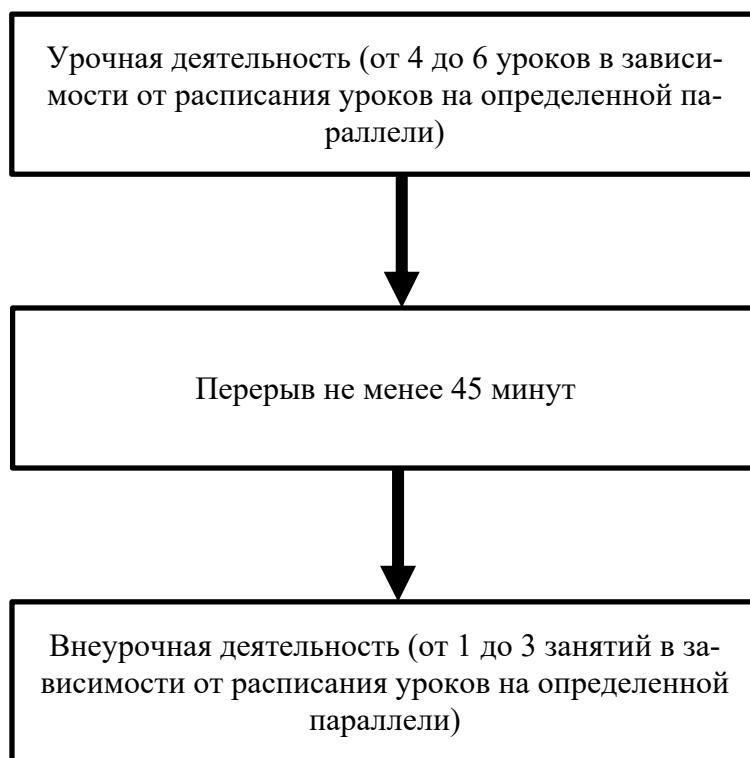 Урочная деятельность (от 4 до 6 уроков в зависи-
мости от расписания уроков на определенной па-
раллели)
Перерыв не менее 45 минут
Внеурочная деятельность (от 1 до 3 занятий в за-
висимости от расписания уроков на определенной
параллели)